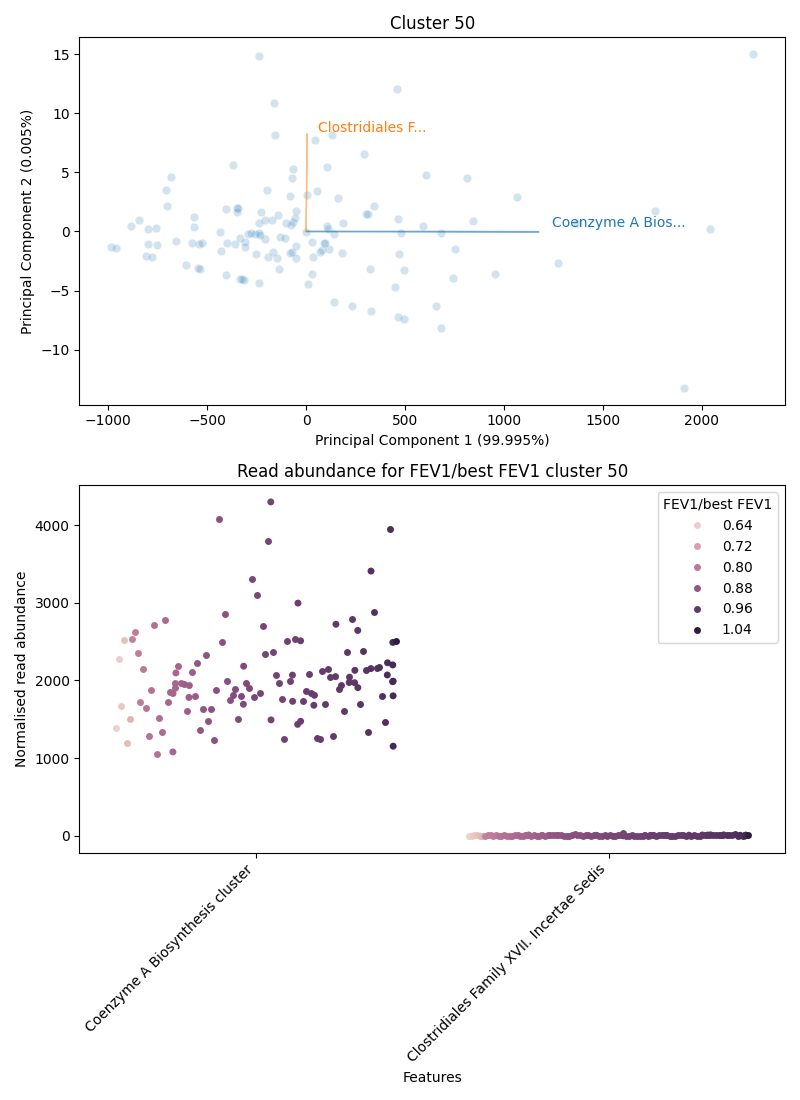 Cluster 50
Principal Component 2 (0.005%)
15
10
5
0
−5
−10
Clostridiales F...
Coenzyme A Bios...
−1000
−500
0
500
1000
1500
2000
Principal Component 1 (99.995%)
Read abundance for FEV1/best FEV1 cluster 50
Normalised read abundance
4000
3000
2000
1000
0
FEV1/best FEV1
0.64
0.72
0.80
0.88
0.96
1.04
Coenzyme A Biosynthesis cluster
Clostridiales Family XVII. Incertae Sedis
Features